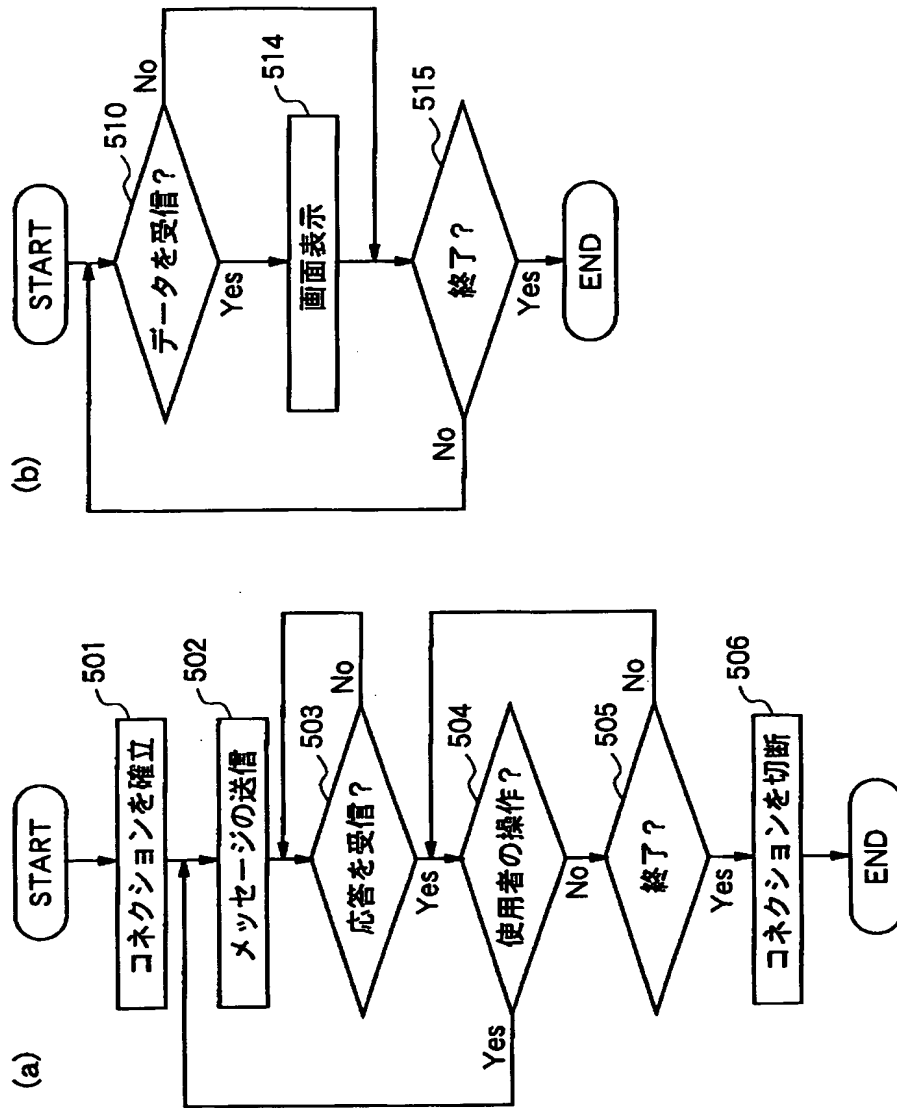 (a)
START
コネクションを確立
501
メッセージの送信
502
応答を受信?
503
No
Yes
使用者の操作?
504
Yes
No
終了?
505
No
Yes
コネクションを切断
506
END
(b)
START
データを受信?
510
No
Yes
画面表示
514
終了?
515
No
Yes
END